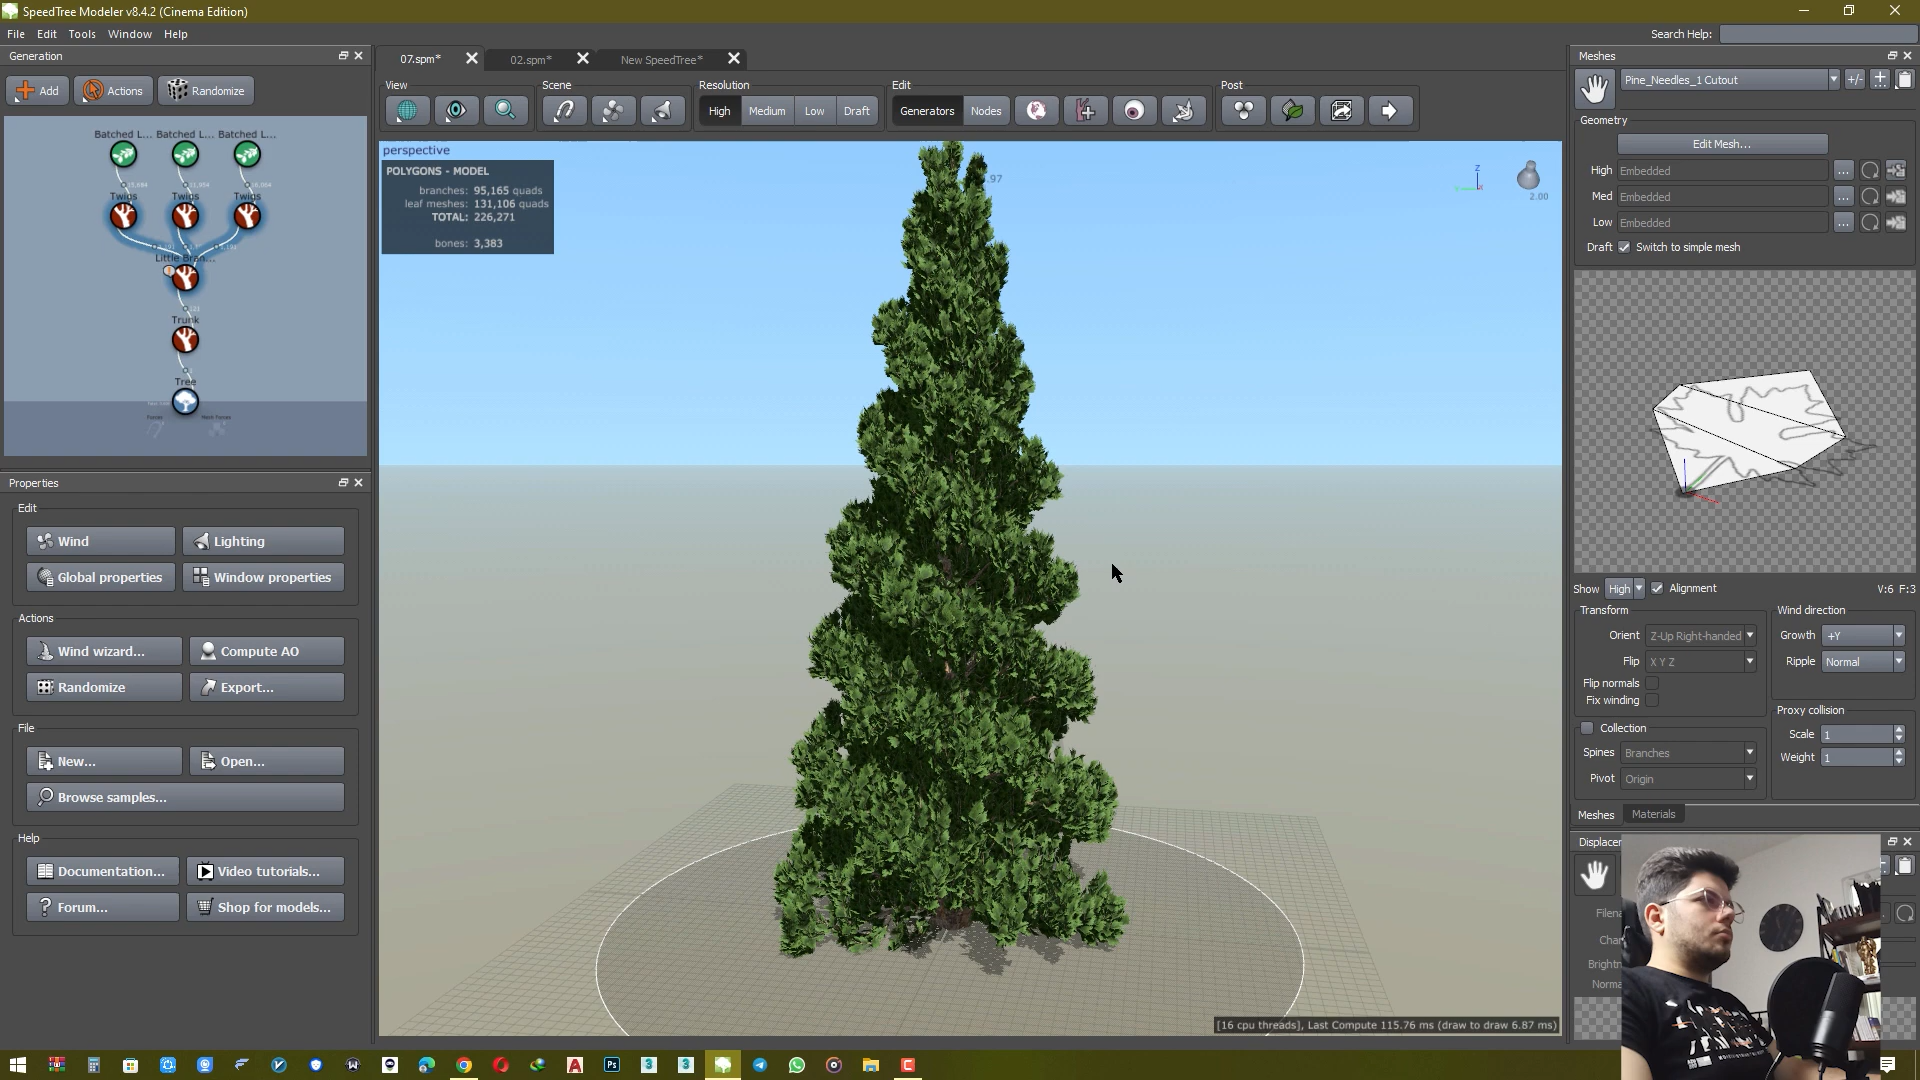 SpeedTree Modeler v8.4.2 (Cinema Edition)
File Edit Tools Window Help
Search Help:
Generation
Add Actions Randomize
Batched L... Batched L... Batched L...
Twigs Twigs Twigs
Little Bran...
Trunk
Tree
Properties
Edit
Wind Lighting
Global properties Window properties
Actions
Wind wizard... Compute AO
Randomize Export...
File
New... Open...
Browse samples...
Help
Documentation... Video tutorials...
Forum... Shop for models...
07.spm* 02.spm* New SpeedTree*
View Scene Resolution Edit Post
High Medium Low Draft Generators Nodes
perspective
POLYGONS - MODEL
branches: 95,165 quads
leaf meshes: 131,106 quads
TOTAL: 226,271
bones: 3,383
.97
Z
2.00
[16 cpu threads], Last Compute 115.76 ms (draw to draw 6.87 ms)
Meshes
Pine_Needles_1 Cutout
+/-
Geometry
Edit Mesh...
High Embedded ...
Med Embedded ...
Low Embedded ...
Draft Switch to simple mesh
Show High Alignment V:6 F:3
Transform
Orient Z-Up Right-handed
Flip X Y Z
Flip normals
Fix winding
Wind direction
Growth +Y
Ripple Normal
Collection
Spines Branches
Pivot Origin
Proxy collision
Scale 1
Weight 1
Meshes Materials
Displacer
Filena
Chan
Brightn
Norma